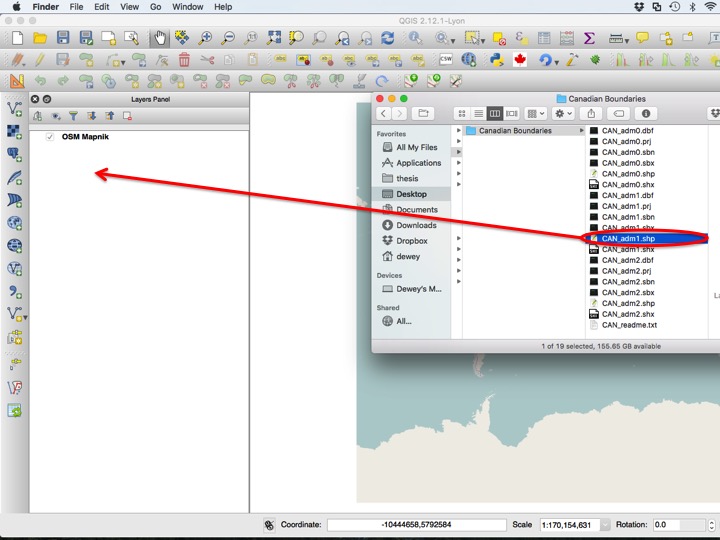 Finder File Edit View Go Window Help
QGIS 2.12.1-Lyon
Layers Panel
OSM Mapnik
Canadian Boundaries
Favorites
All My Files
Applications
thesis
Desktop
Documents
Downloads
Dropbox
dewey
Devices
Dewey's M...
Shared
All...
Canadian Boundaries
CAN_adm0.dbf
CAN_adm0.prj
CAN_adm0.sbn
CAN_adm0.sbx
CAN_adm0.shp
CAN_adm0.shx
CAN_adm1.dbf
CAN_adm1.prj
CAN_adm1.sbn
CAN_adm1.sbx
CAN_adm1.shp
CAN_adm1.shx
CAN_adm2.dbf
CAN_adm2.prj
CAN_adm2.sbn
CAN_adm2.sbx
CAN_adm2.shp
CAN_adm2.shx
CAN_readme.txt
1 of 19 selected, 155.65 GB available
Coordinate: -10444658,5792584 Scale 1:170,154,631 Rotation: 0.0